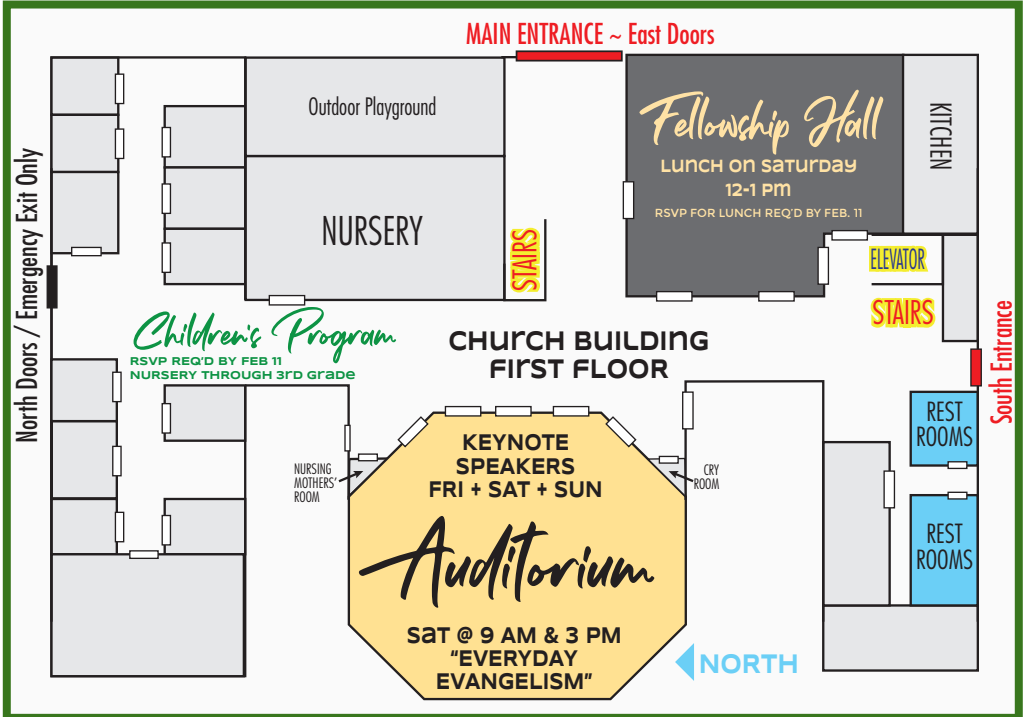 MAIN ENTRANCE ~ East Doors
Outdoor Playground
NURSERY
STAIRS
Fellowship Hall
LUNCH ON SATURDAY
12-1 PM
RSVP FOR LUNCH REQ'D BY FEB. 11
KITCHEN
ELEVATOR
STAIRS
South Entrance
North Doors / Emergency Exit Only
Children's Program
RSVP REQ'D BY FEB 11
NURSERY THROUGH 3RD GRADE
CHURCH BUILDING
FIRST FLOOR
REST
ROOMS
REST
ROOMS
NURSING
MOTHERS'
ROOM
CRY
ROOM
KEYNOTE
SPEAKERS
FRI + SAT + SUN
Auditorium
SAT @ 9 AM & 3 PM
"EVERYDAY
EVANGELISM"
NORTH